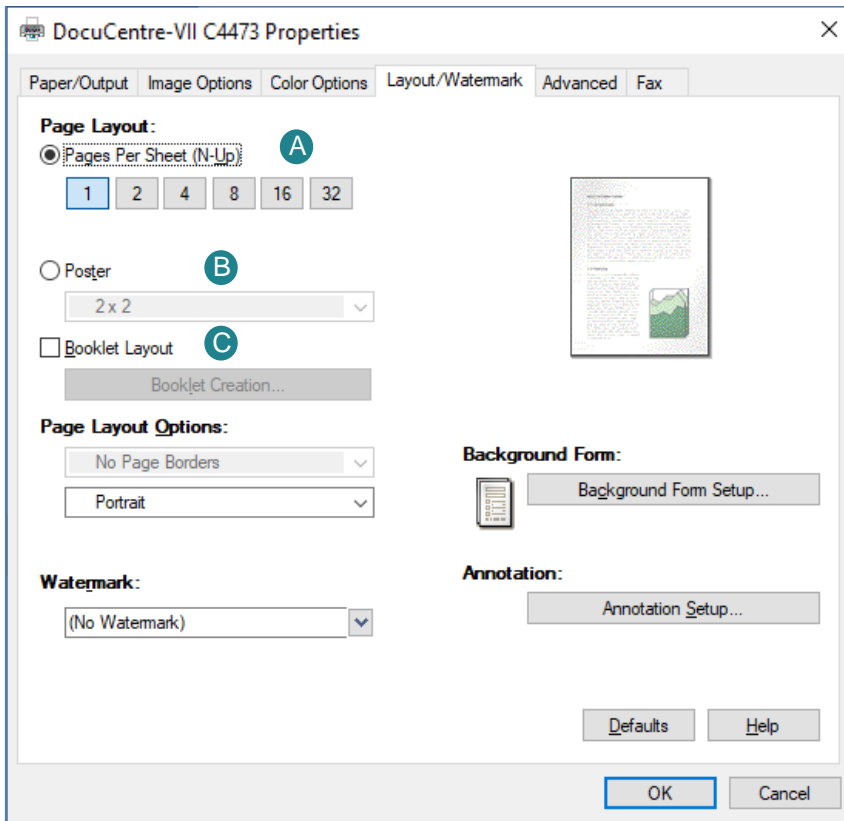 DocuCentre-VII C4473 Properties
Paper/Output Image Options Color Options Layout/Watermark Advanced Fax
Page Layout:
A
Pages Per Sheet (N-Up)
1 2 4 8 16 32
B
Poster
2 x 2
C
Booklet Layout
Booklet Creation...
Page Layout Options:
No Page Borders
Portrait
Background Form:
Background Form Setup...
Watermark:
(No Watermark)
Annotation:
Annotation Setup...
Defaults Help
OK Cancel